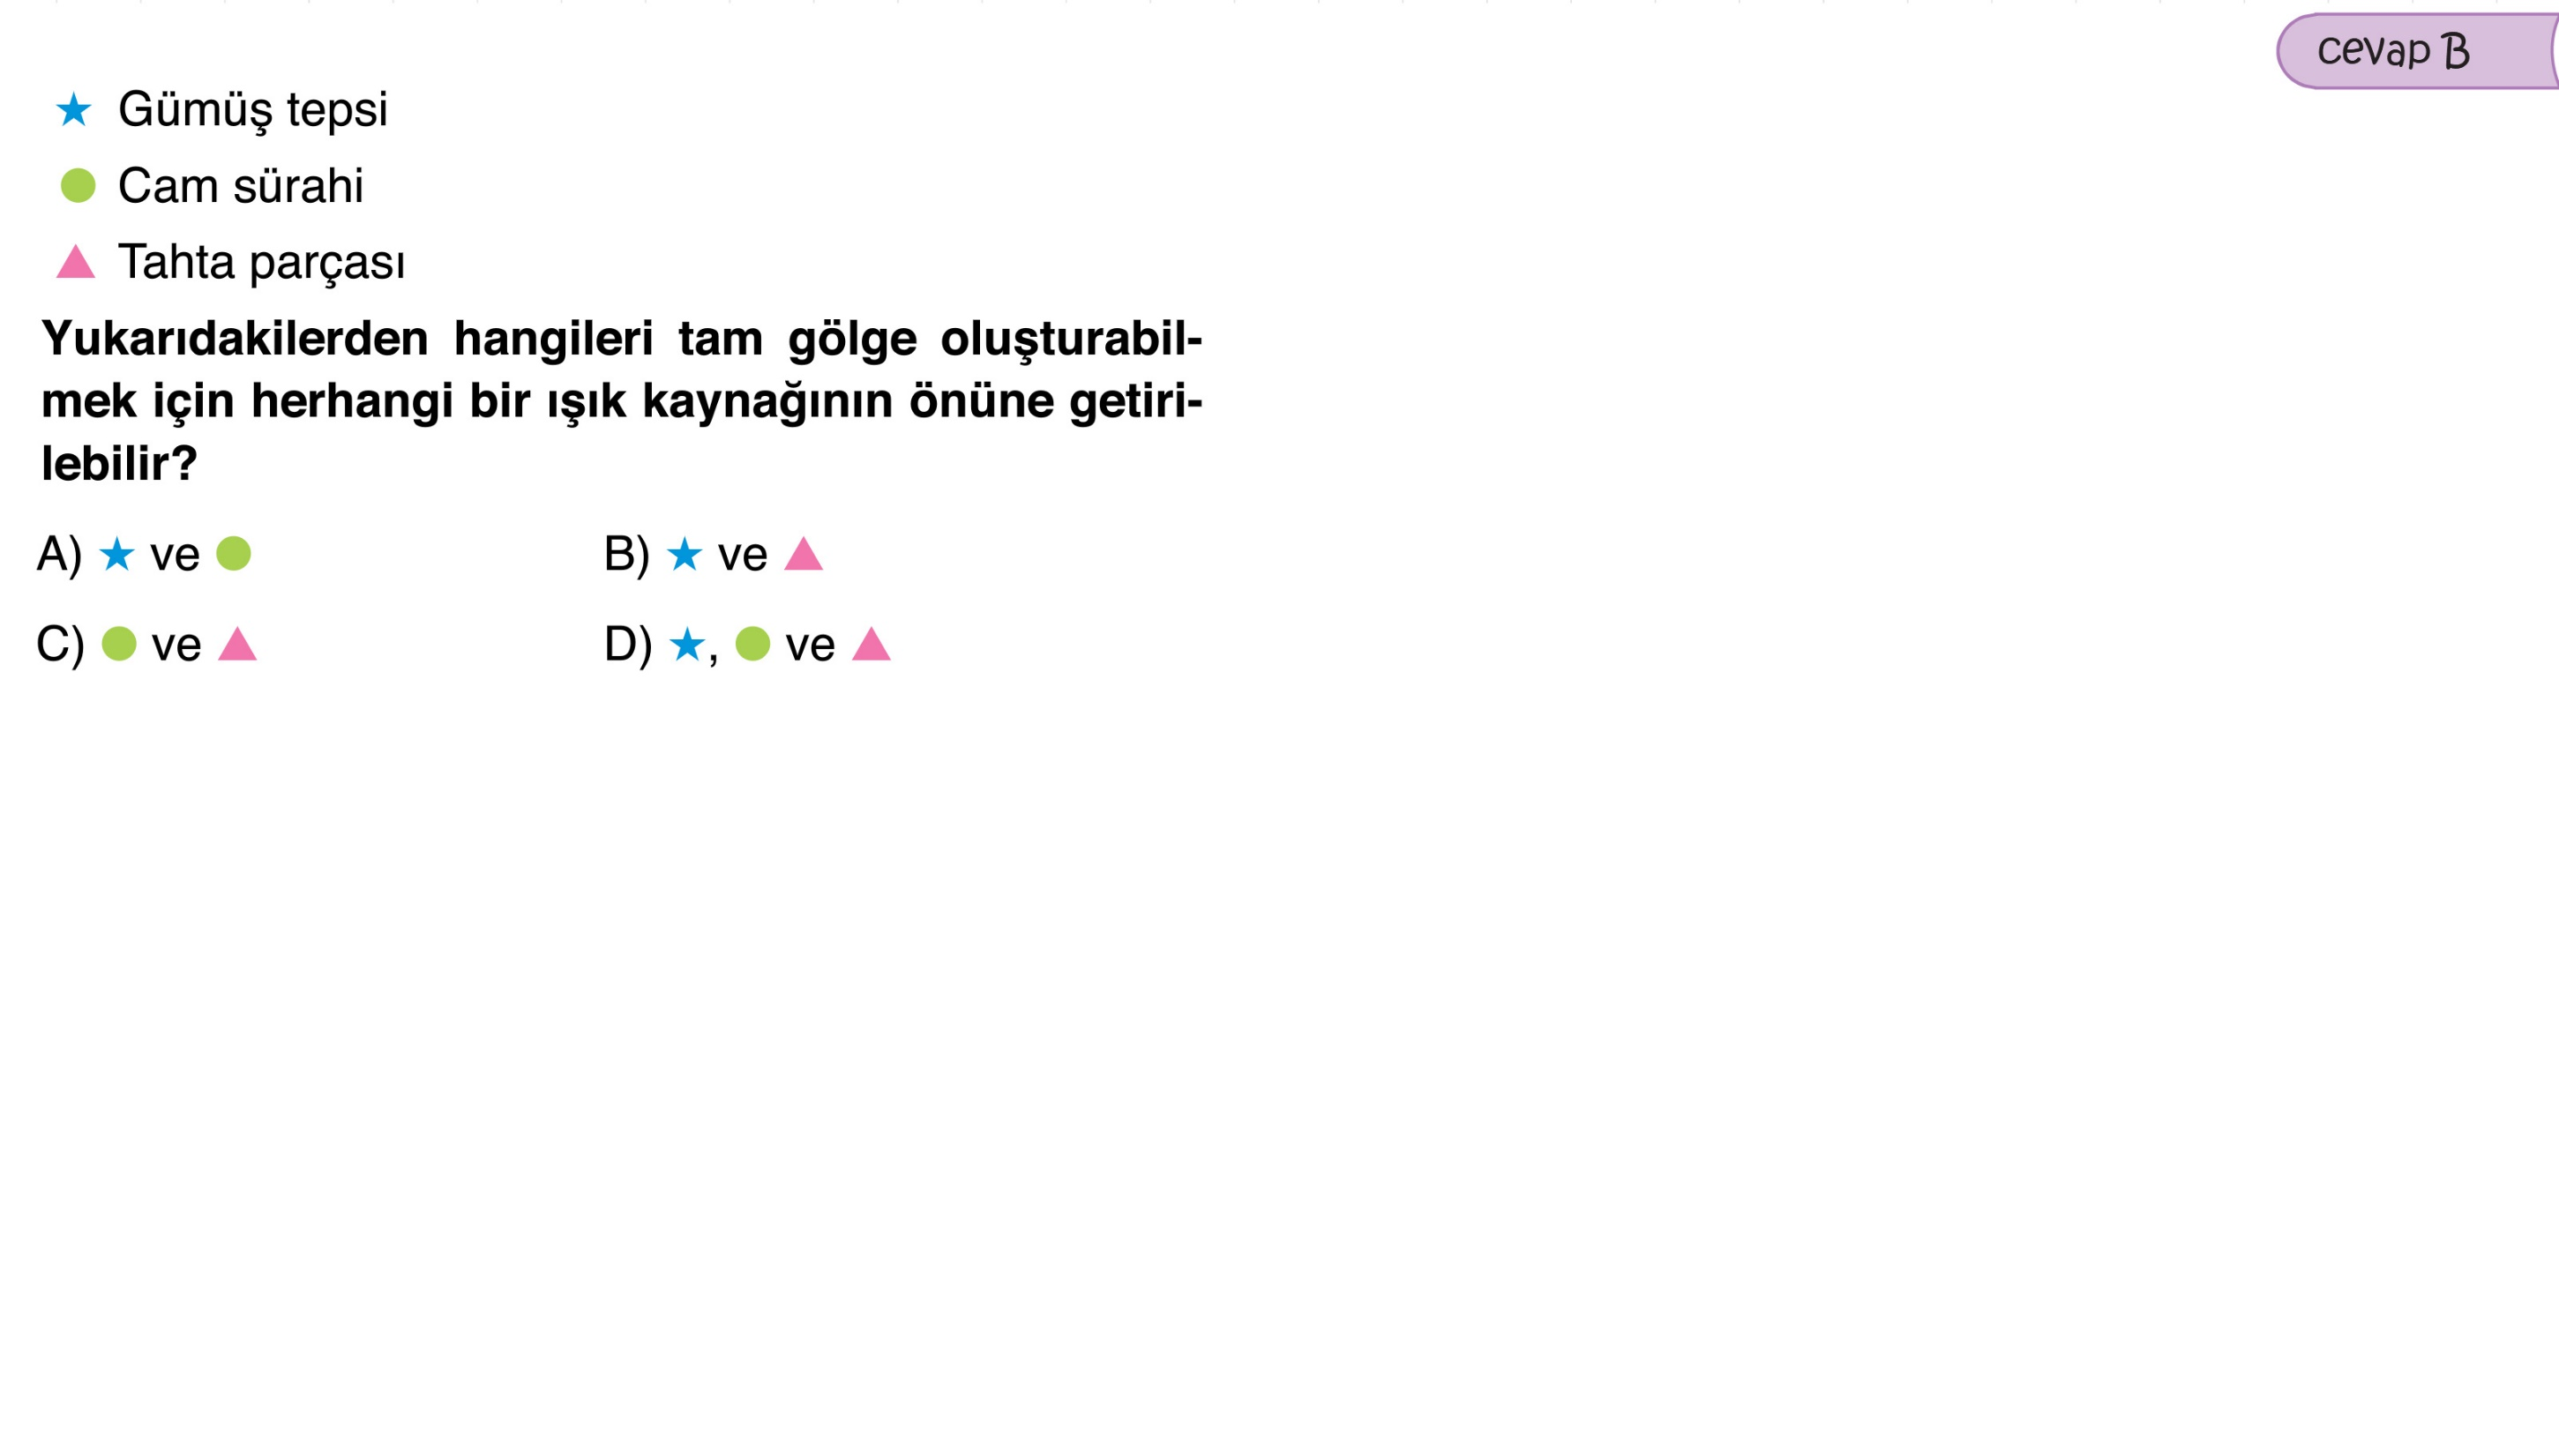 cevap B
★ Gümüş tepsi
● Cam sürahi
▲ Tahta parçası
Yukarıdakilerden hangileri tam gölge oluşturabil-
mek için herhangi bir ışık kaynağının önüne getiri-
lebilir?
A) ★ ve ●
B) ★ ve ▲
C) ● ve ▲
D) ★, ● ve ▲